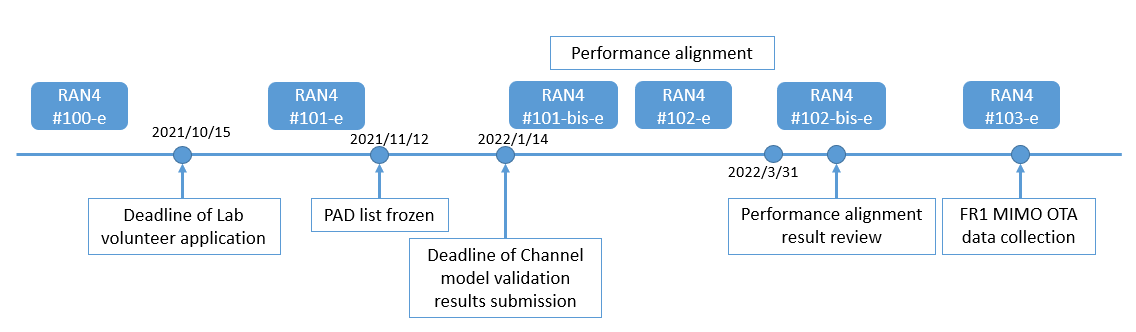 Performance alignment
RAN4
#100-e
RAN4
#101-e
RAN4
#101-bis-e
RAN4
#102-e
RAN4
#102-bis-e
RAN4
#103-e
2021/10/15
2021/11/12
2022/1/14
2022/3/31
Deadline of Lab
volunteer application
PAD list frozen
Deadline of Channel
model validation
results submission
Performance alignment
result review
FR1 MIMO OTA
data collection